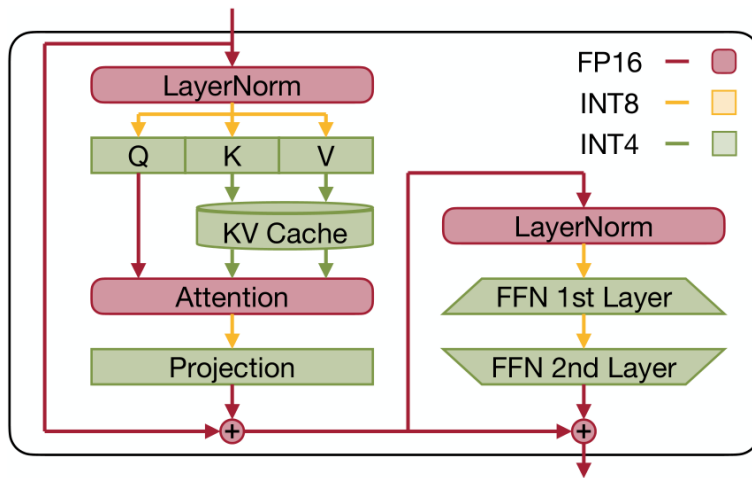 FP16
INT8
INT4
LayerNorm
Q K V
KV Cache
Attention
Projection
+
LayerNorm
FFN 1st Layer
FFN 2nd Layer
+